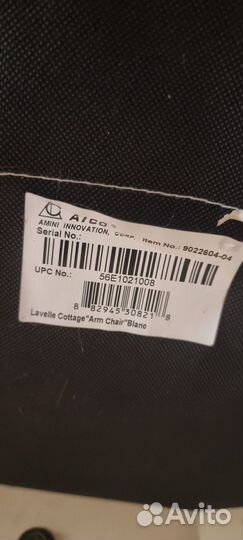 AICO
AMINI INNOVATION, CORP. Item No.: 9022604-04
Serial No.:
56E1021008
UPC No.:
8 82945 30821 8
Lavelle Cottage"Arm Chair"Blanc
Avito